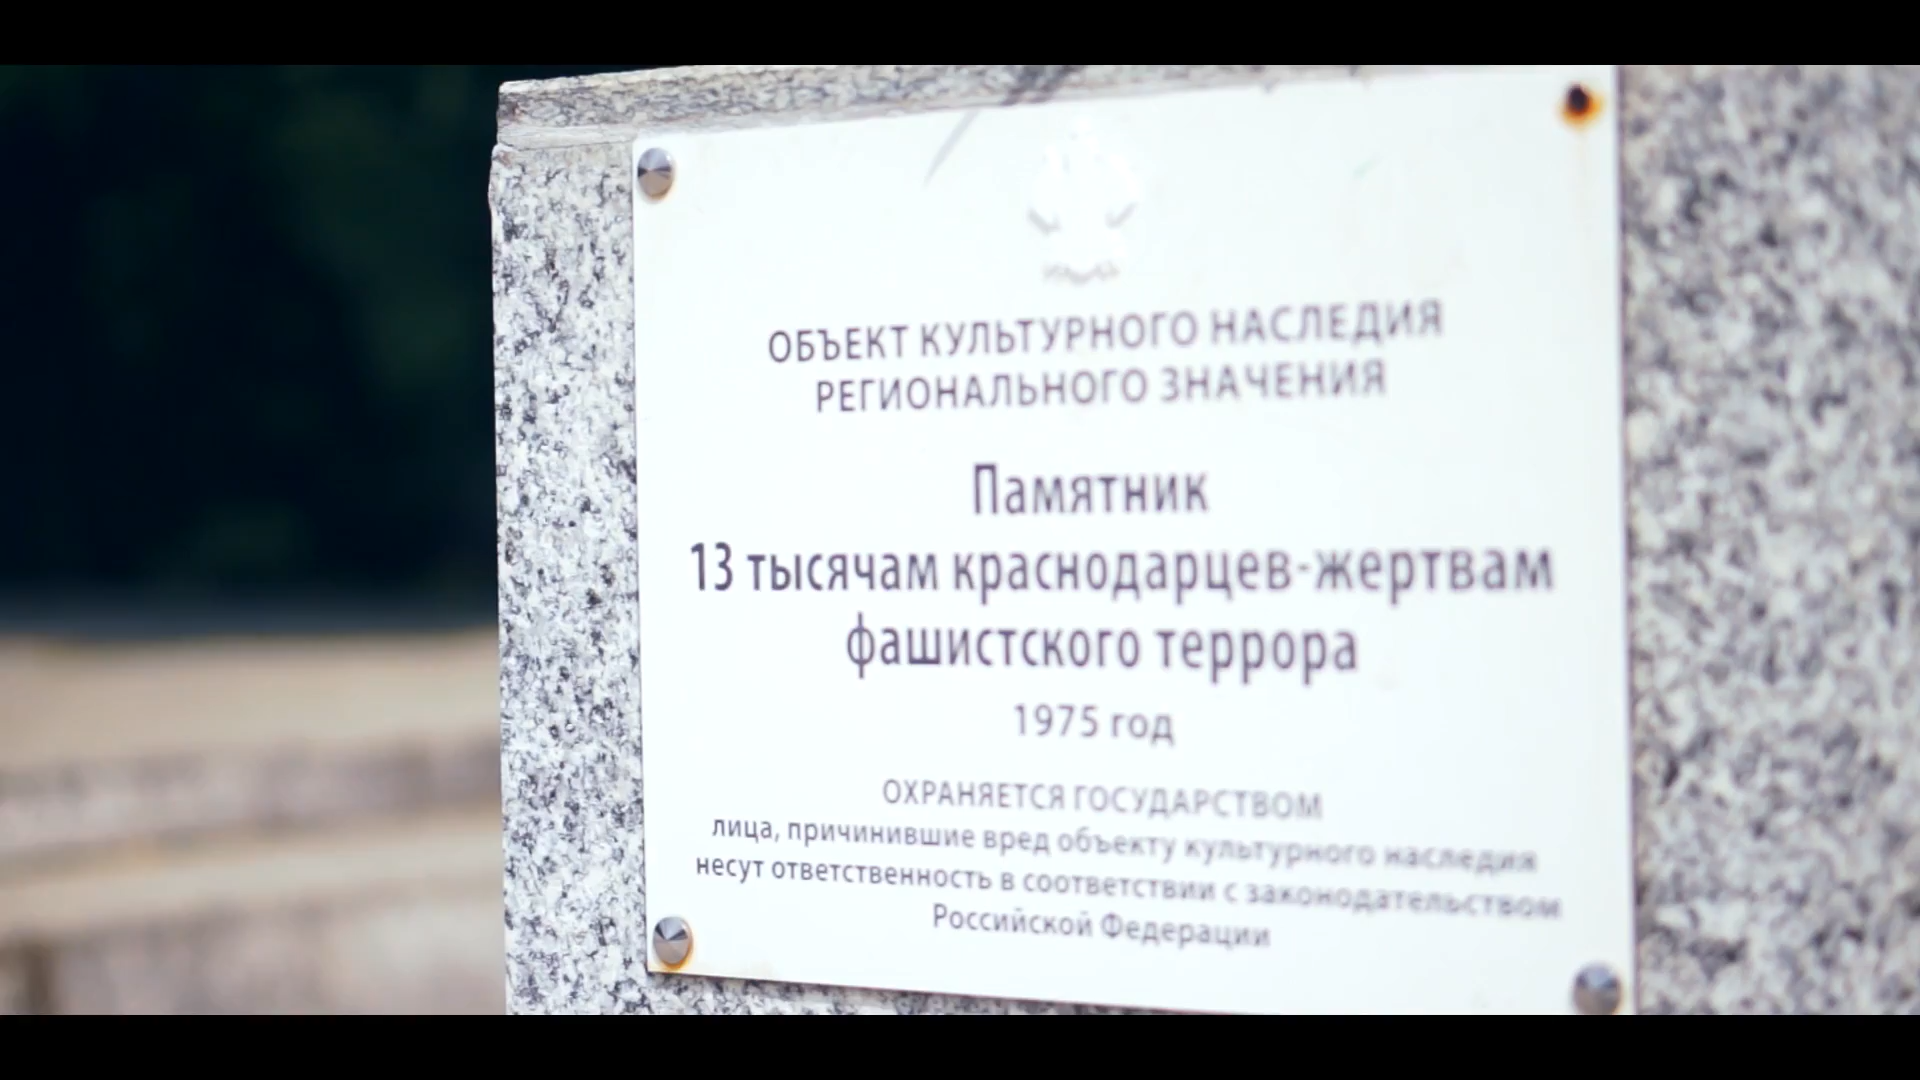 ОБЪЕКТ КУЛЬТУРНОГО НАСЛЕДИЯ
РЕГИОНАЛЬНОГО ЗНАЧЕНИЯ
Памятник
13 тысячам краснодарцев-жертвам
фашистского террора
1975 год
ОХРАНЯЕТСЯ ГОСУДАРСТВОМ
лица, причинившие вред объекту культурного наследия
несут ответственность в соответствии с законодательством
Российской Федерации